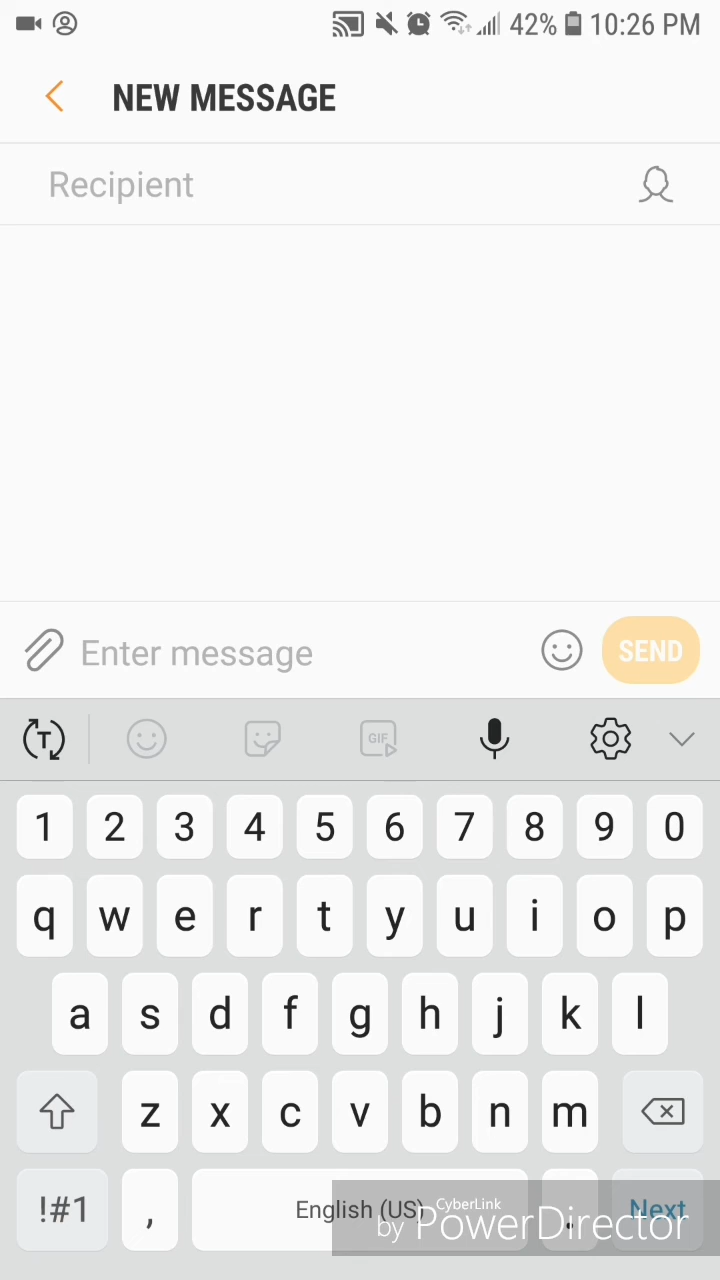 42% 10:26 PM
NEW MESSAGE
Recipient
Enter message SEND
T GIF
1 2 3 4 5 6 7 8 9 0
q w e r t y u i o p
a s d f g h j k l
z x c v b n m
!#1 , English (US) . Next
CyberLink
by PowerDirector